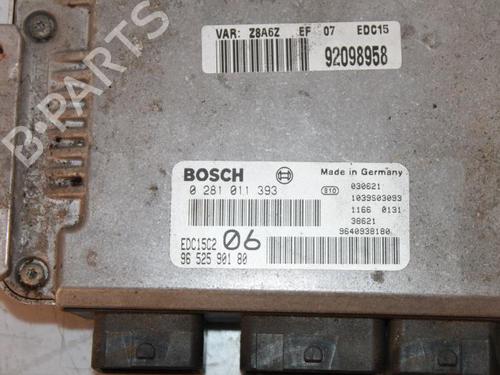 VAR: Z8A6Z EF 07 EDC15
92098958
B-PARTS
BOSCH
Made in Germany
0 281 011 393
010
030621
1039S03093
1166 0131
38621
9640938180
EDC15C2 06
96 525 901 80
D
D